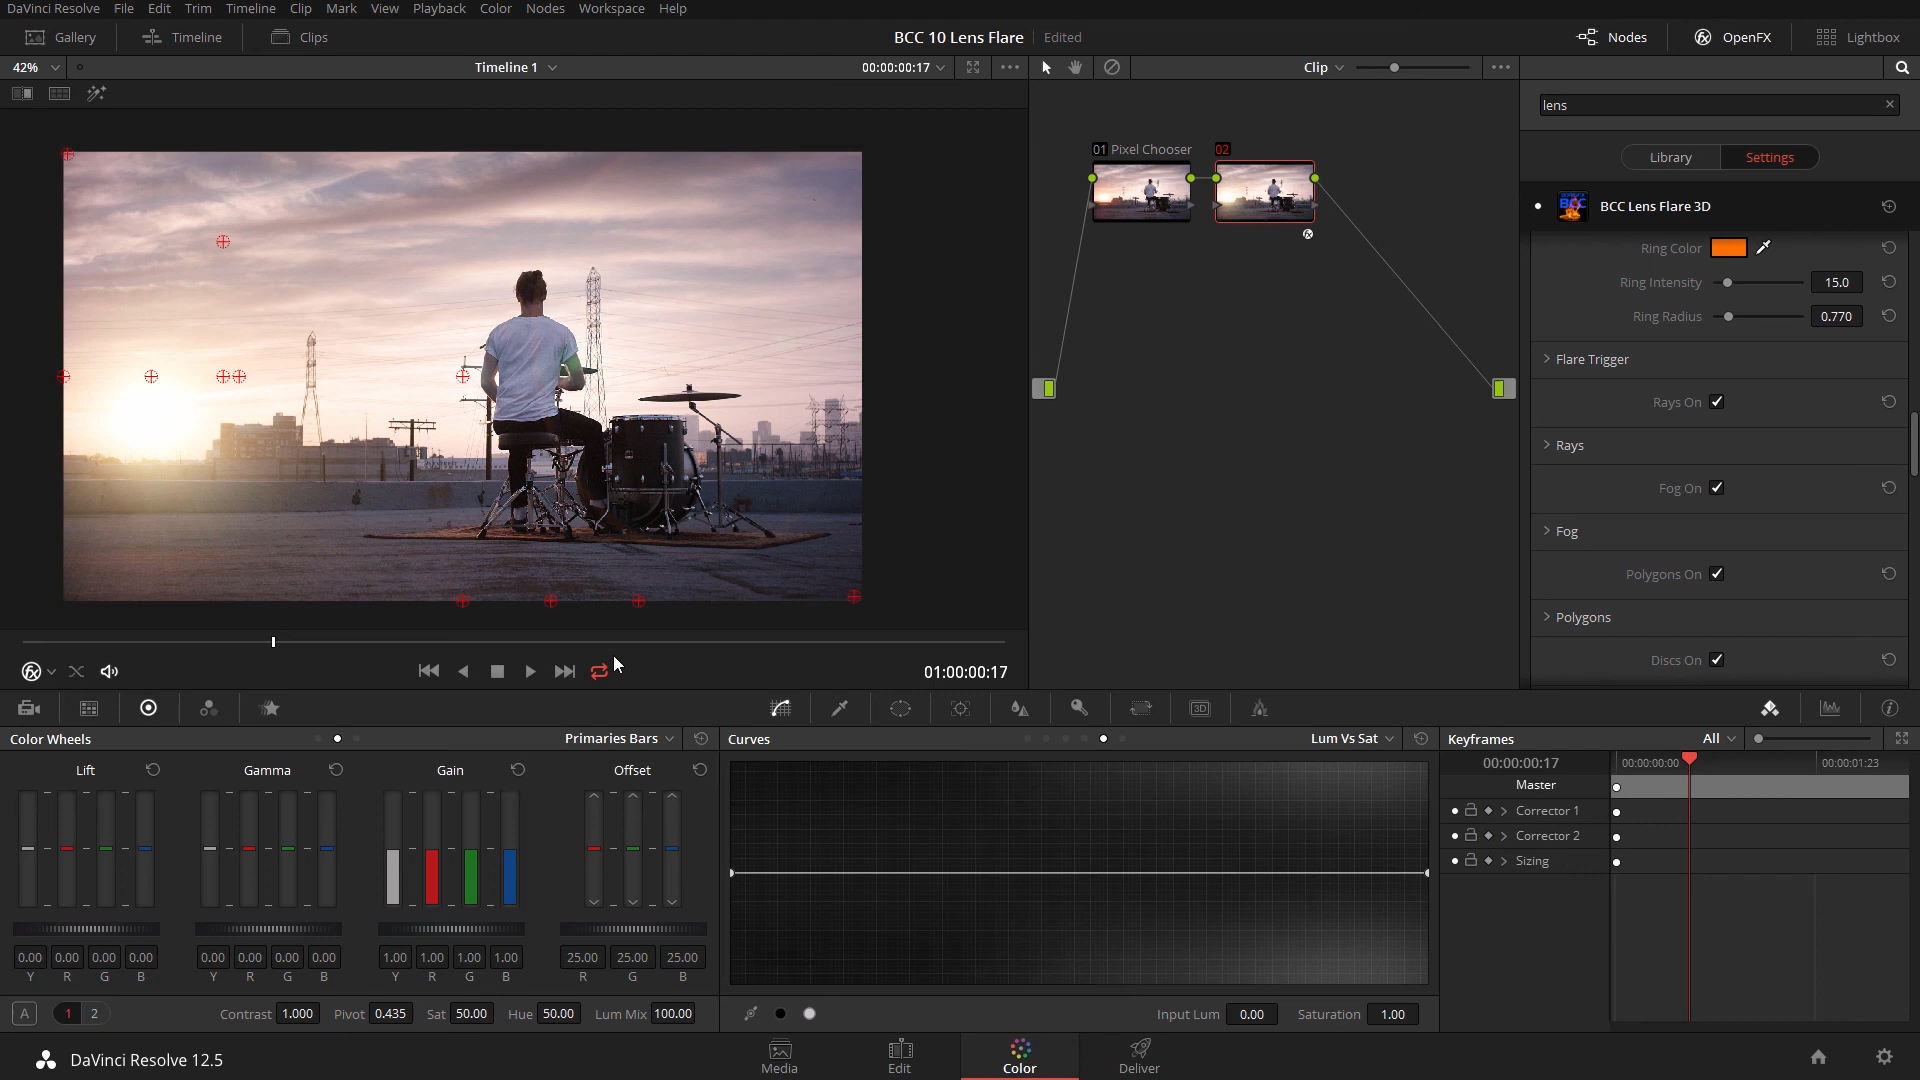 DaVinci Resolve File Edit Trim Timeline Clip Mark View Playback Color Nodes Workspace Help
Gallery Timeline Clips BCC 10 Lens Flare Edited Nodes OpenFX Lightbox
42% Timeline 1 00:00:00:17 Clip
lens
Library Settings
BCC Lens Flare 3D
01 Pixel Chooser 02
Ring Color
Ring Intensity 15.0
Ring Radius 0.770
Flare Trigger
Rays On
Rays
Fog On
Fog
Polygons On
Polygons
Discs On
01:00:00:17
3D
Color Wheels Primaries Bars Curves Lum Vs Sat Keyframes All
Lift Gamma Gain Offset
00:00:00:17 00:00:00:00 00:00:01:23
Master
Corrector 1
Corrector 2
Sizing
0.00 0.00 0.00 0.00 0.00 0.00 0.00 0.00 1.00 1.00 1.00 1.00 25.00 25.00 25.00
Y R G B Y R G B Y R G B R G B
A 1 2 Contrast 1.000 Pivot 0.435 Sat 50.00 Hue 50.00 Lum Mix 100.00 Input Lum 0.00 Saturation 1.00
DaVinci Resolve 12.5 Media Edit Color Deliver